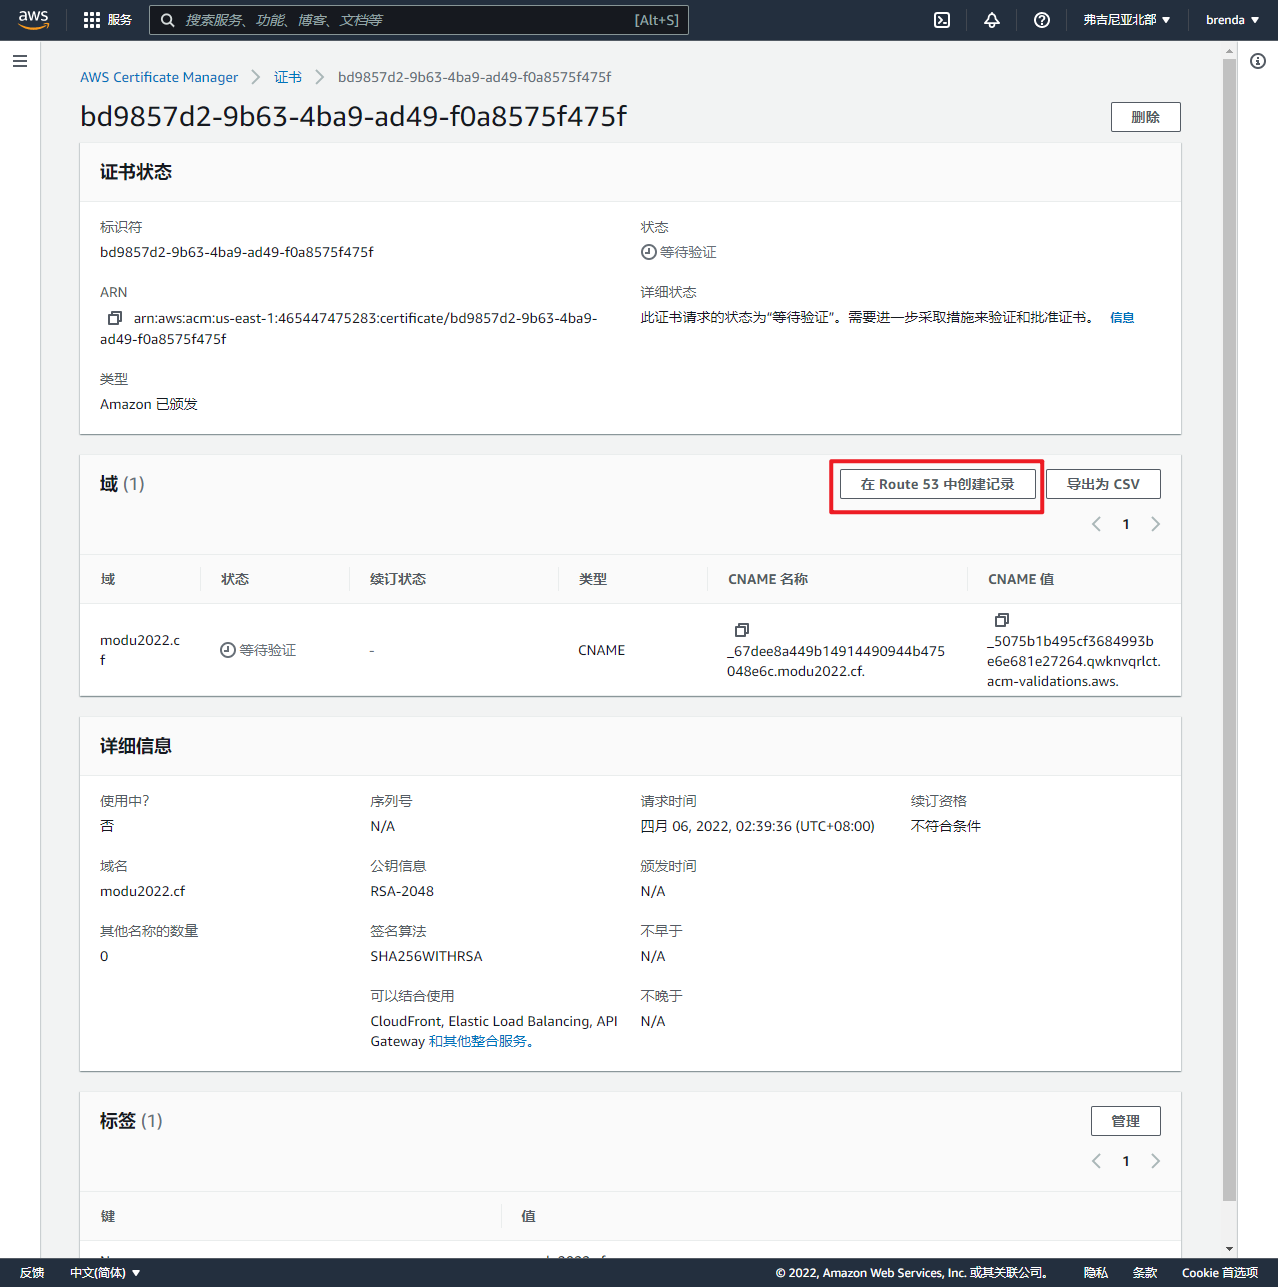 aws
服务
搜索服务、功能、博客、文档等
[Alt+S]
弗吉尼亚北部
brenda
AWS Certificate Manager
证书
bd9857d2-9b63-4ba9-ad49-f0a8575f475f
bd9857d2-9b63-4ba9-ad49-f0a8575f475f
删除
证书状态
标识符
bd9857d2-9b63-4ba9-ad49-f0a8575f475f
状态
等待验证
ARN
arn:aws:acm:us-east-1:465447475283:certificate/bd9857d2-9b63-4ba9-
ad49-f0a8575f475f
详细状态
此证书请求的状态为“等待验证”。需要进一步采取措施来验证和批准证书。 信息
类型
Amazon 已颁发
域 (1)
在 Route 53 中创建记录
导出为 CSV
1
域
状态
续订状态
类型
CNAME 名称
CNAME 值
modu2022.c
f
等待验证
-
CNAME
_67dee8a449b14914490944b475
048e6c.modu2022.cf.
_5075b1b495cf3684993b
e6e681e27264.qwknvqrlct.
acm-validations.aws.
详细信息
使用中?
否
序列号
N/A
请求时间
四月 06, 2022, 02:39:36 (UTC+08:00)
续订资格
不符合条件
域名
modu2022.cf
公钥信息
RSA-2048
颁发时间
N/A
其他名称的数量
0
签名算法
SHA256WITHRSA
不早于
N/A
可以结合使用
CloudFront, Elastic Load Balancing, API
Gateway 和其他整合服务。
不晚于
N/A
标签 (1)
管理
1
键
值
反馈
中文(简体)
© 2022, Amazon Web Services, Inc. 或其关联公司。
隐私
条款
Cookie 首选项